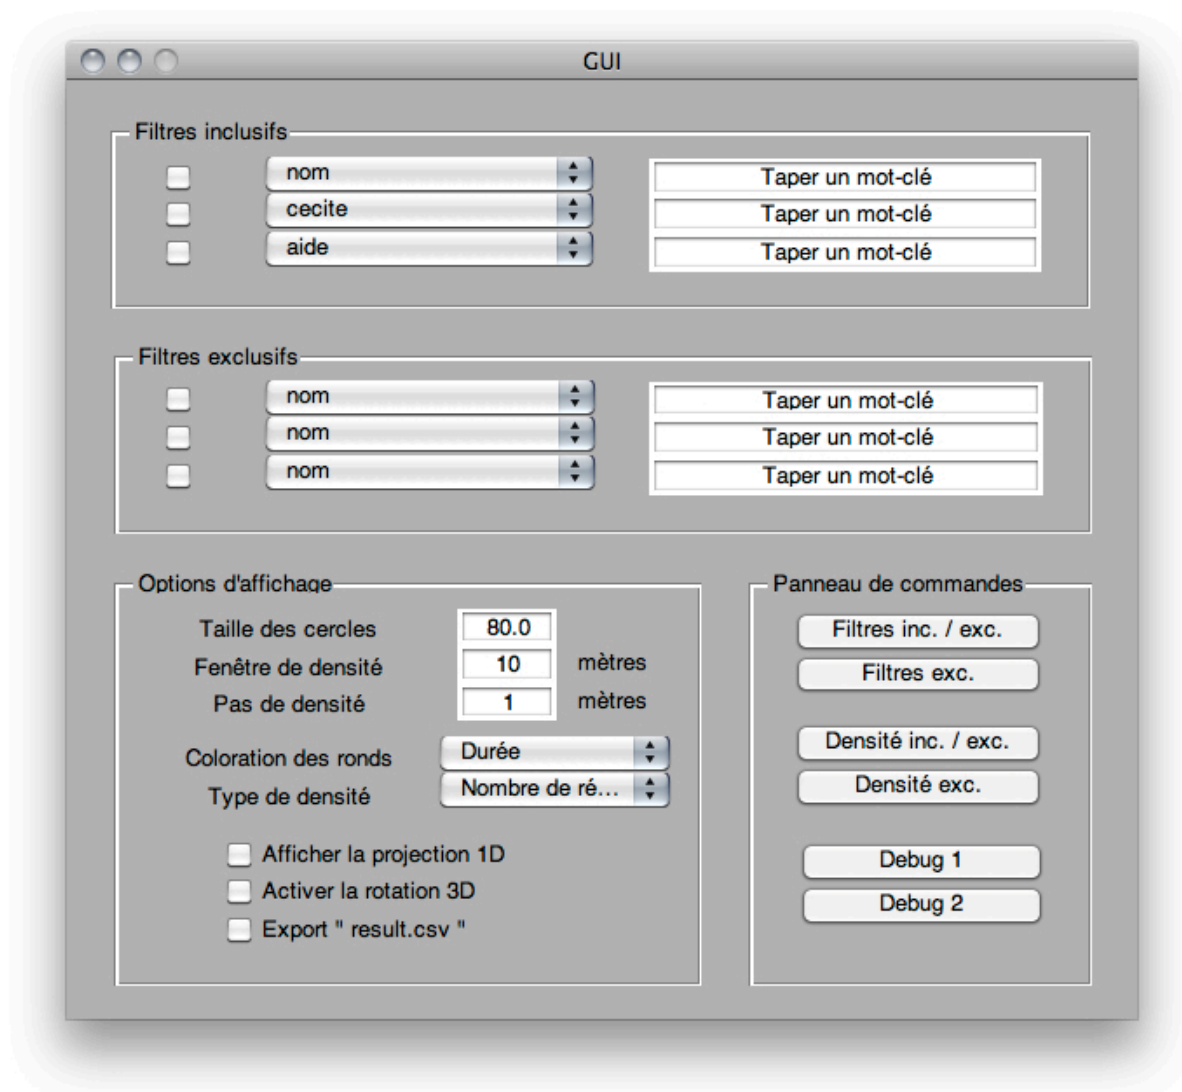 GUI
Filtres inclusifs
nom Taper un mot-clé
cecite Taper un mot-clé
aide Taper un mot-clé
Filtres exclusifs
nom Taper un mot-clé
nom Taper un mot-clé
nom Taper un mot-clé
Options d'affichage
Taille des cercles 80.0
Fenêtre de densité 10 mètres
Pas de densité 1 mètres
Coloration des ronds Durée
Type de densité Nombre de ré...
Afficher la projection 1D
Activer la rotation 3D
Export " result.csv "
Panneau de commandes
Filtres inc. / exc.
Filtres exc.
Densité inc. / exc.
Densité exc.
Debug 1
Debug 2